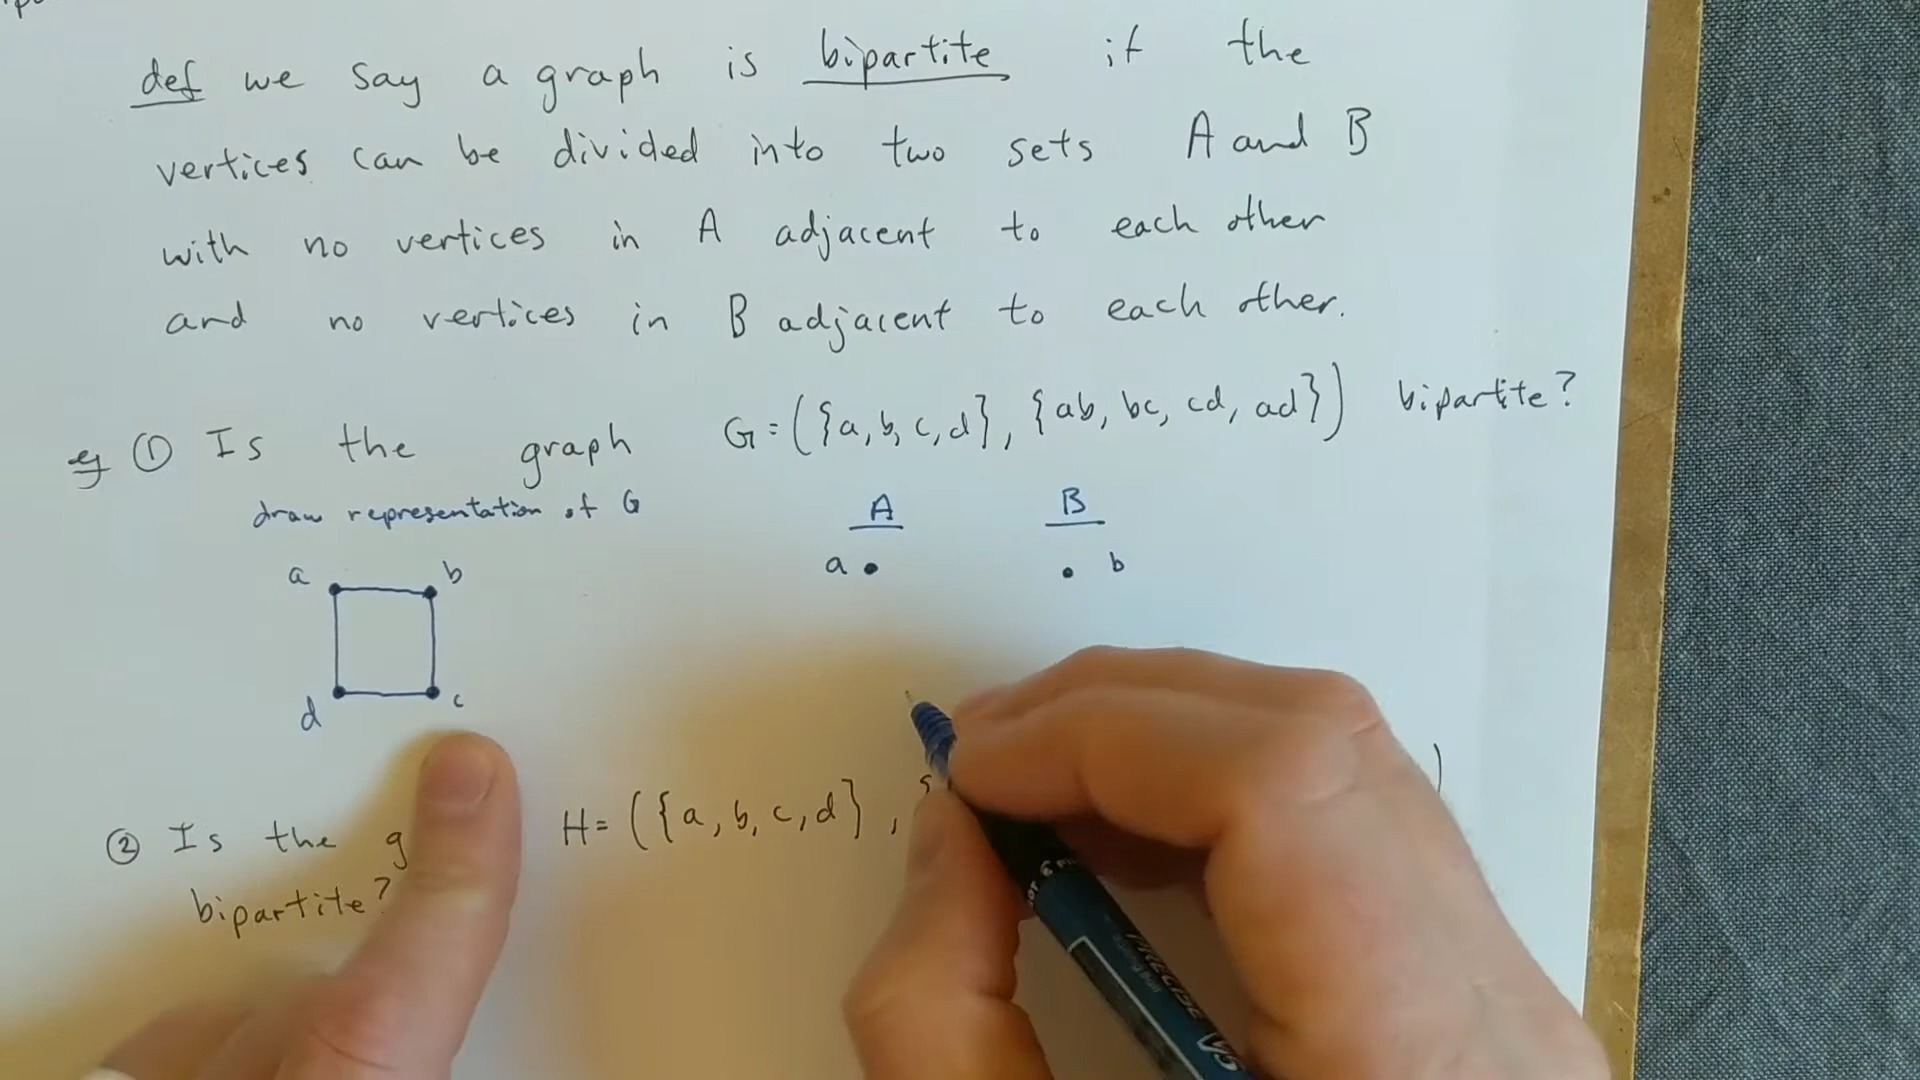 def we say a graph is bipartite if the
vertices can be divided into two sets A and B
with no vertices in A adjacent to each other
and no vertices in B adjacent to each other.
eg ① Is the graph G = ({a, b, c, d}, {ab, bc, cd, ad}) bipartite?
draw representation of G
A B
a b
a b
d c
② Is the g H = ({a, b, c, d}, { )
bipartite?
PRECISE V5